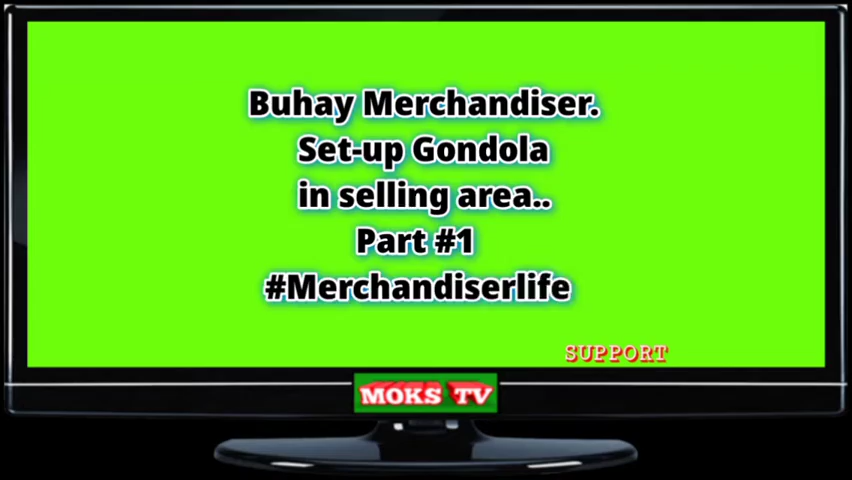 Buhay Merchandiser.
Set-up Gondola
in selling area..
Part #1
#Merchandiserlife
SUPPORT
MOKS TV